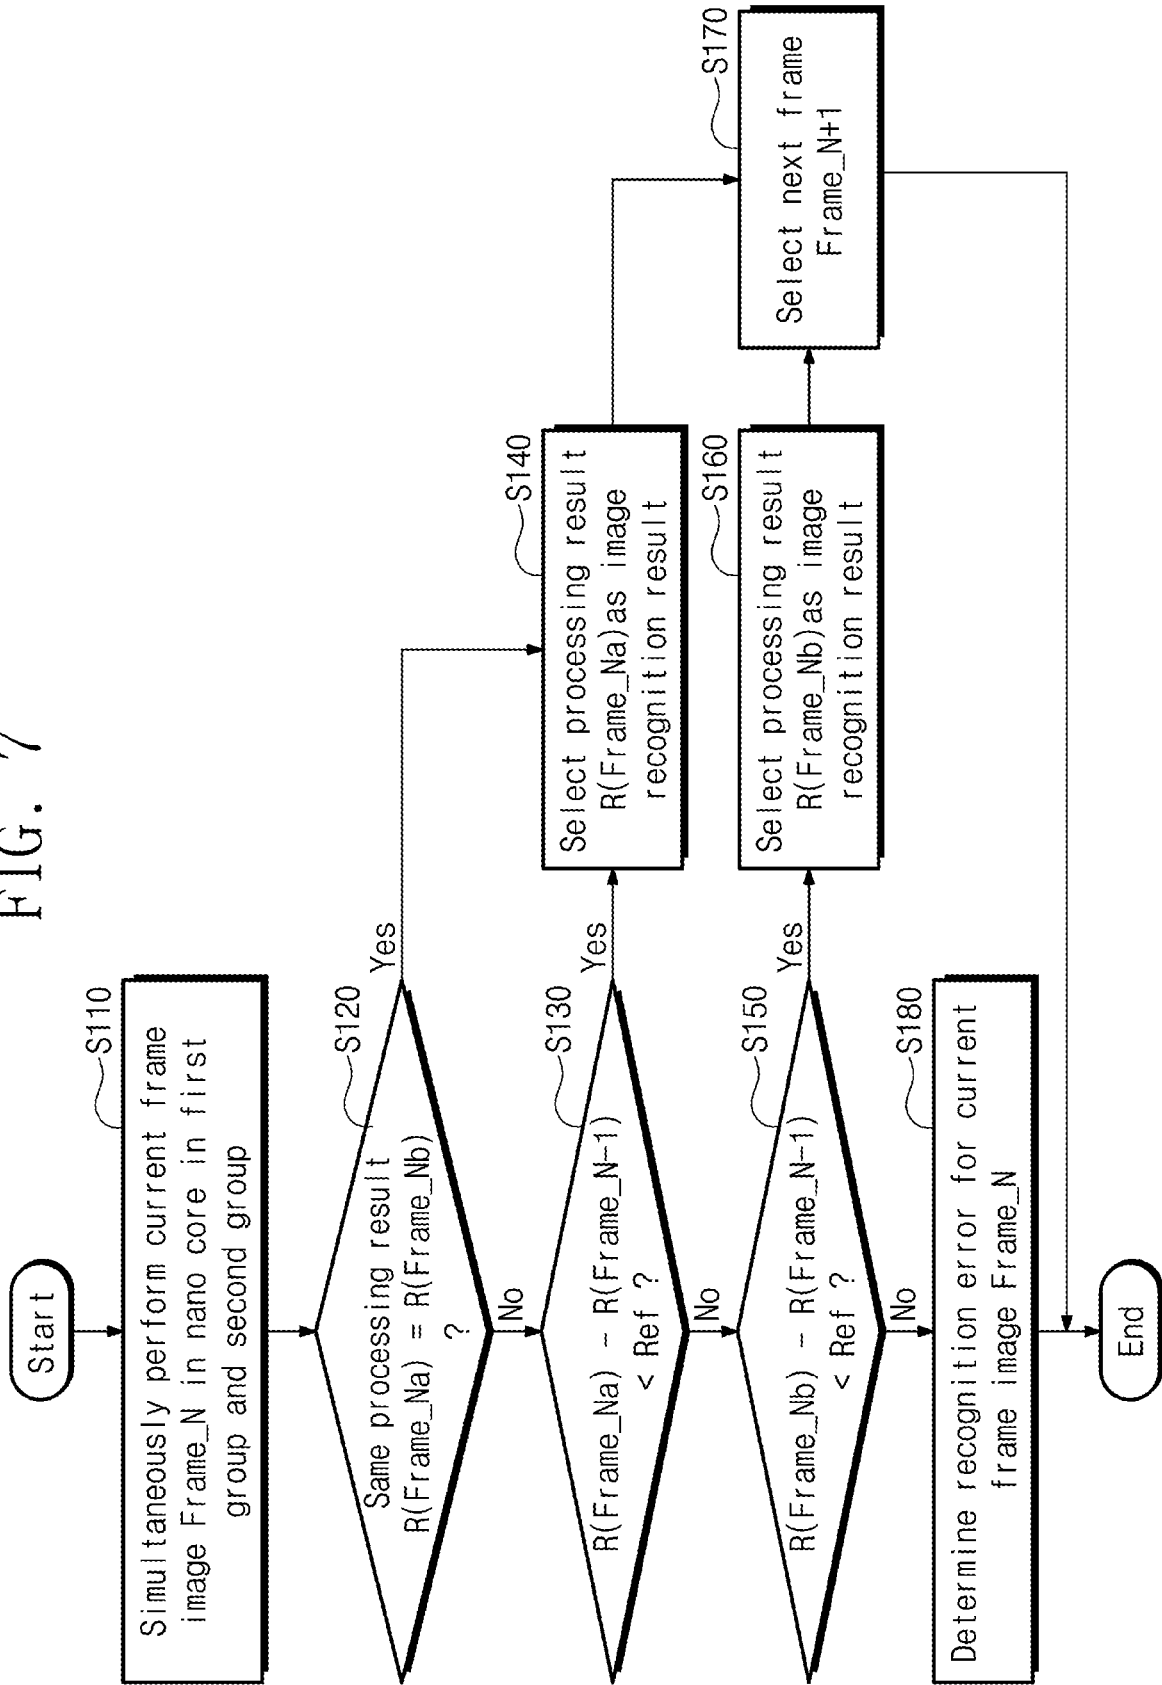 FIG. 7
Start
S110
Simultaneously perform current frame
image Frame_N in nano core in first
group and second group
S120
Same processing result
R(Frame_Na) = R(Frame_Nb)
?
Yes
No
S130
R(Frame_Na) - R(Frame_N-1)
< Ref ?
Yes
No
S140
Select processing result
R(Frame_Na)as image
recognition result
S150
R(Frame_Nb) - R(Frame_N-1)
< Ref ?
Yes
No
S160
Select processing result
R(Frame_Nb)as image
recognition result
S170
Select next frame
Frame_N+1
S180
Determine recognition error for current
frame image Frame_N
End